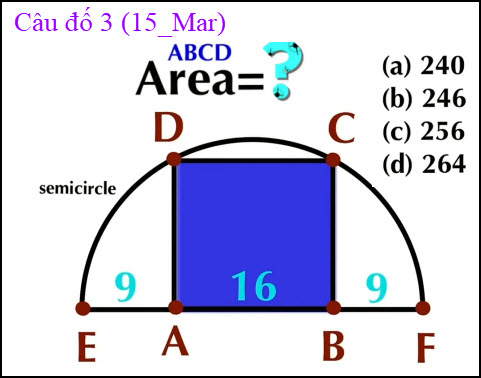 Câu đố 3 (15_Mar)
ABCD
Area=?
(a) 240
(b) 246
(c) 256
(d) 264
D
C
semicircle
9
16
9
E
A
B
F